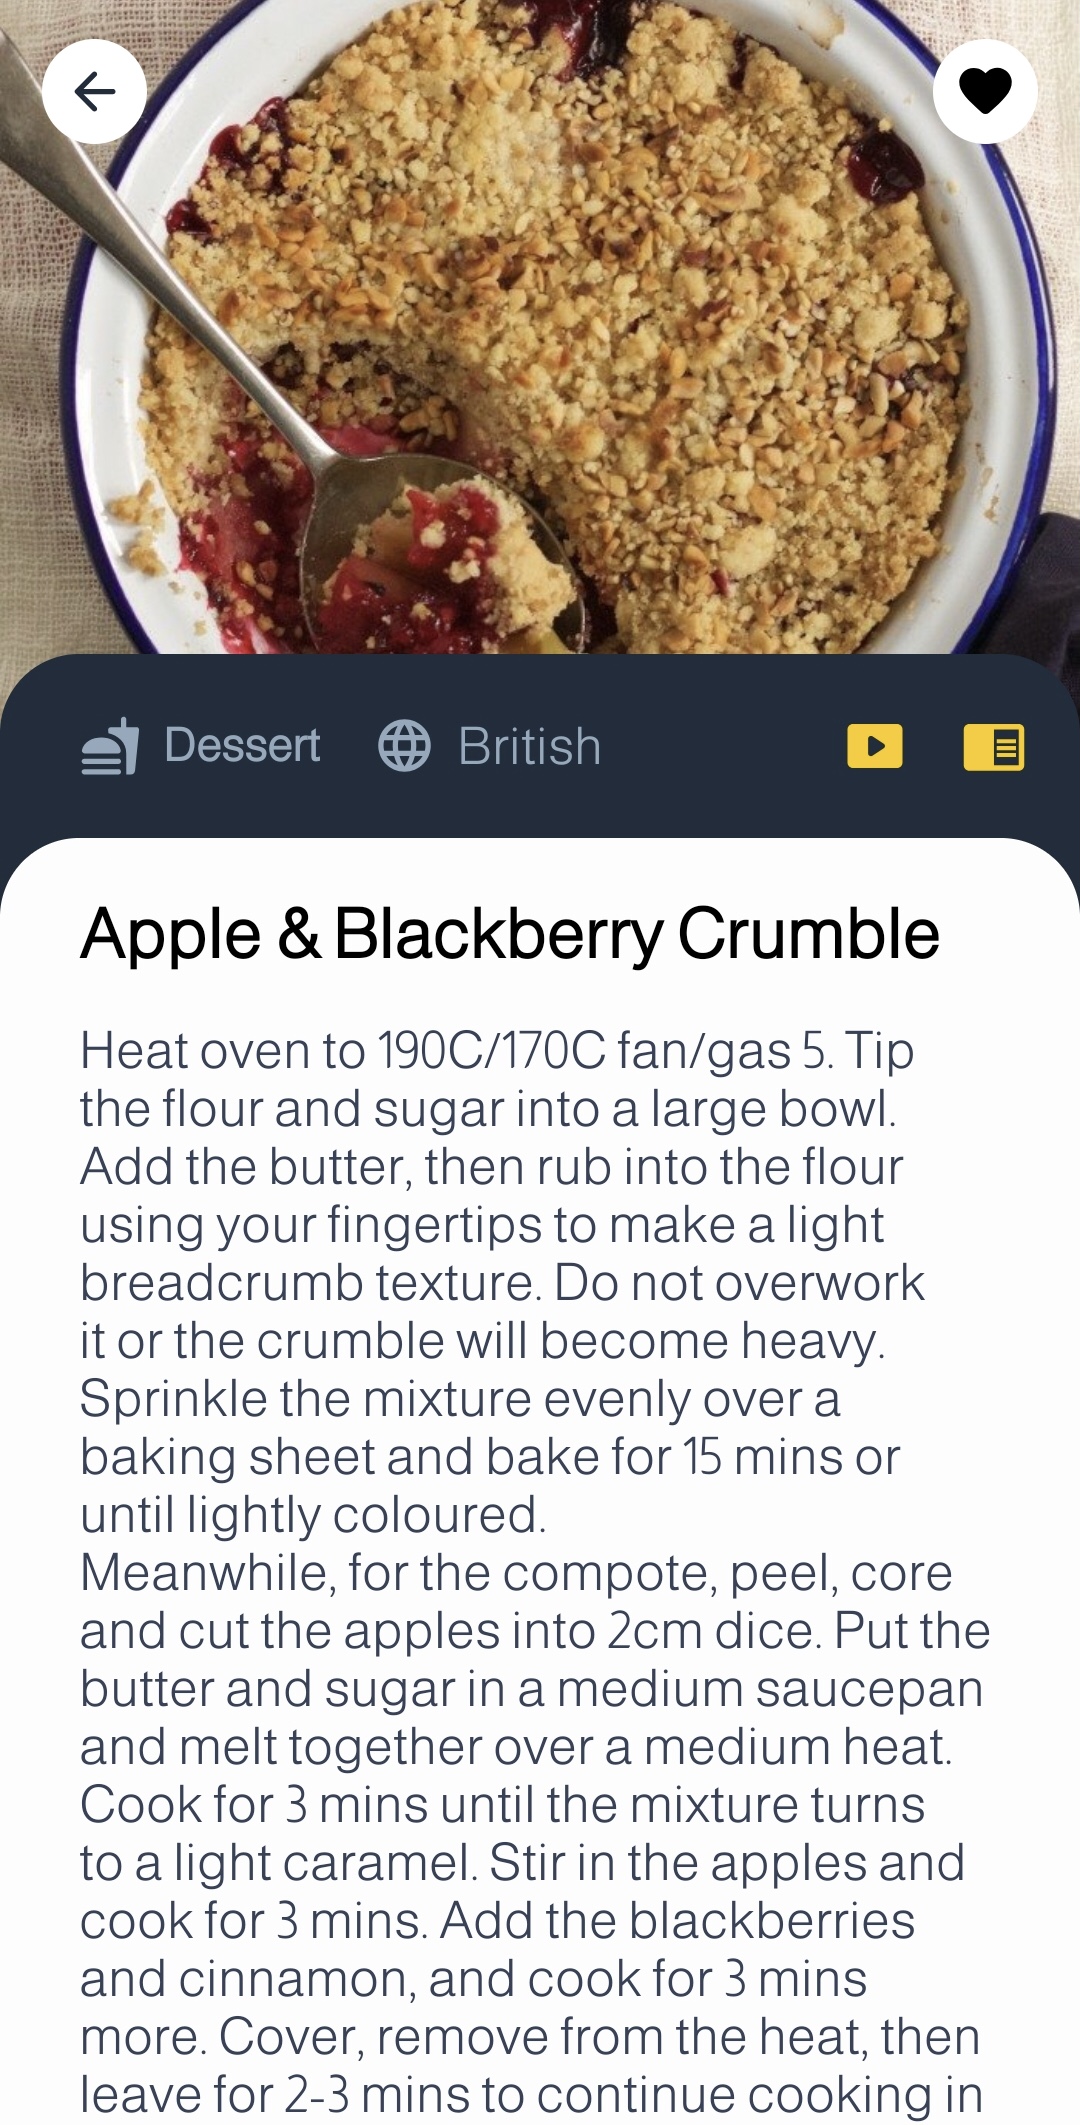 Dessert
British
Apple & Blackberry Crumble
Heat oven to 190C/170C fan/gas 5. Tip
the flour and sugar into a large bowl.
Add the butter, then rub into the flour
using your fingertips to make a light
breadcrumb texture. Do not overwork
it or the crumble will become heavy.
Sprinkle the mixture evenly over a
baking sheet and bake for 15 mins or
until lightly coloured.
Meanwhile, for the compote, peel, core
and cut the apples into 2cm dice. Put the
butter and sugar in a medium saucepan
and melt together over a medium heat.
Cook for 3 mins until the mixture turns
to a light caramel. Stir in the apples and
cook for 3 mins. Add the blackberries
and cinnamon, and cook for 3 mins
more. Cover, remove from the heat, then
leave for 2-3 mins to continue cooking in